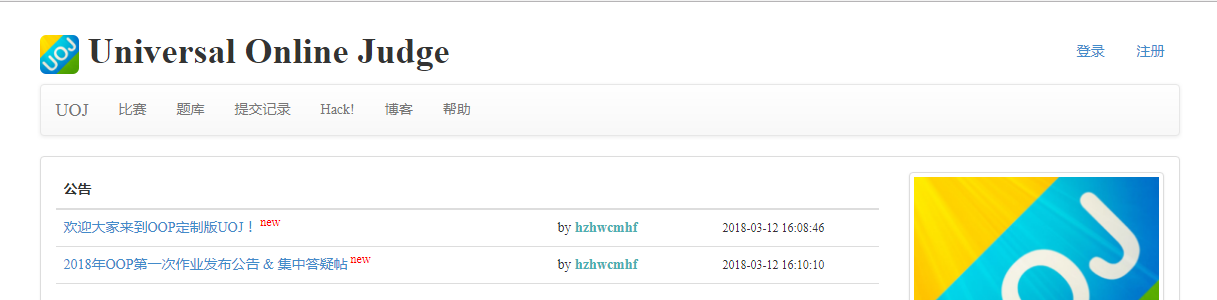 UOJ Universal Online Judge 登录 注册
UOJ 比赛 题库 提交记录 Hack! 博客 帮助
公告
欢迎大家来到OOP定制版UOJ！ new by hzhwcmhf 2018-03-12 16:08:46
2018年OOP第一次作业发布公告 & 集中答疑帖 new by hzhwcmhf 2018-03-12 16:10:10
OJ